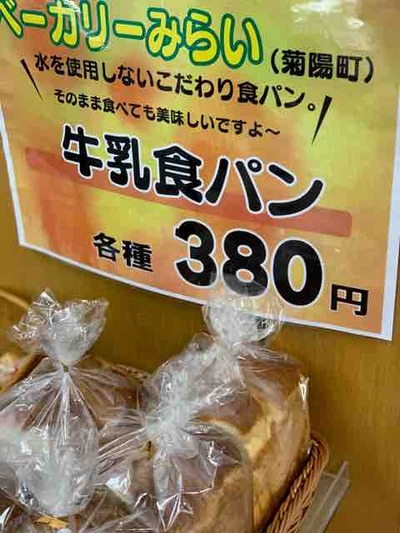 ベーカリーみらい（菊陽町）
水を使用しないこだわり食パン。
そのまま食べても美味しいですよ～
牛乳食パン
各種 380円